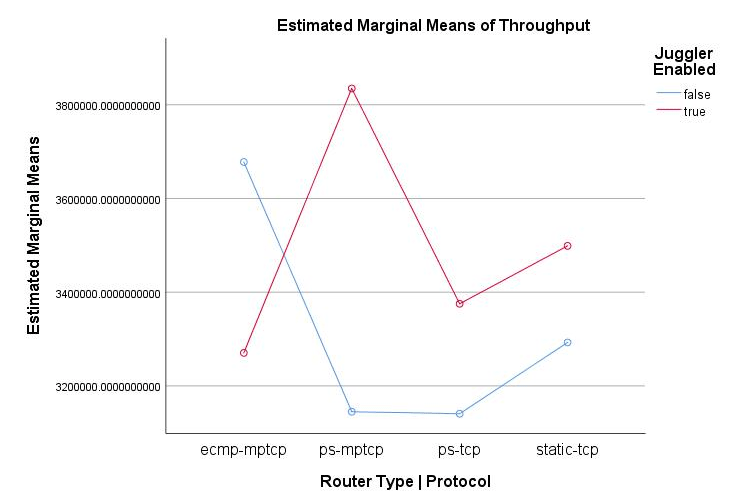 Estimated Marginal Means of Throughput
Juggler
Enabled
false
true
Estimated Marginal Means
3800000.0000000000
3600000.0000000000
3400000.0000000000
3200000.0000000000
ecmp-mptcp
ps-mptcp
ps-tcp
static-tcp
Router Type | Protocol